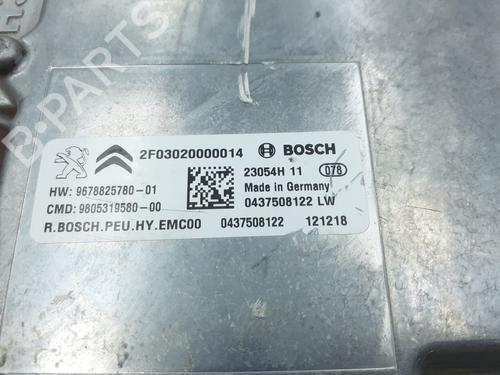 B-PARTS
2F03020000014 BOSCH
HW: 9678825780-01
CMD: 9805319580-00
23054H 11 078
Made in Germany
0437508122 LW
R.BOSCH.PEU.HY.EMC00 0437508122 121218